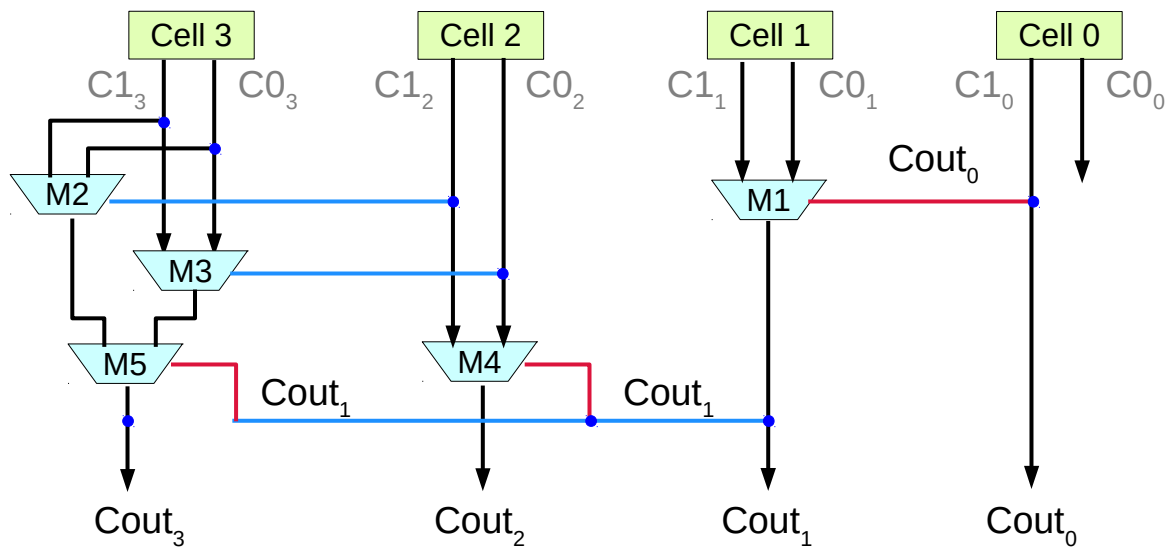 Cell 3 Cell 2 Cell 1 Cell 0
C1₃ C0₃ C1₂ C0₂ C1₁ C0₁ C1₀ C0₀
Cout₀
M2 M1
M3
M5 M4
Cout₁ Cout₁
Cout₃ Cout₂ Cout₁ Cout₀